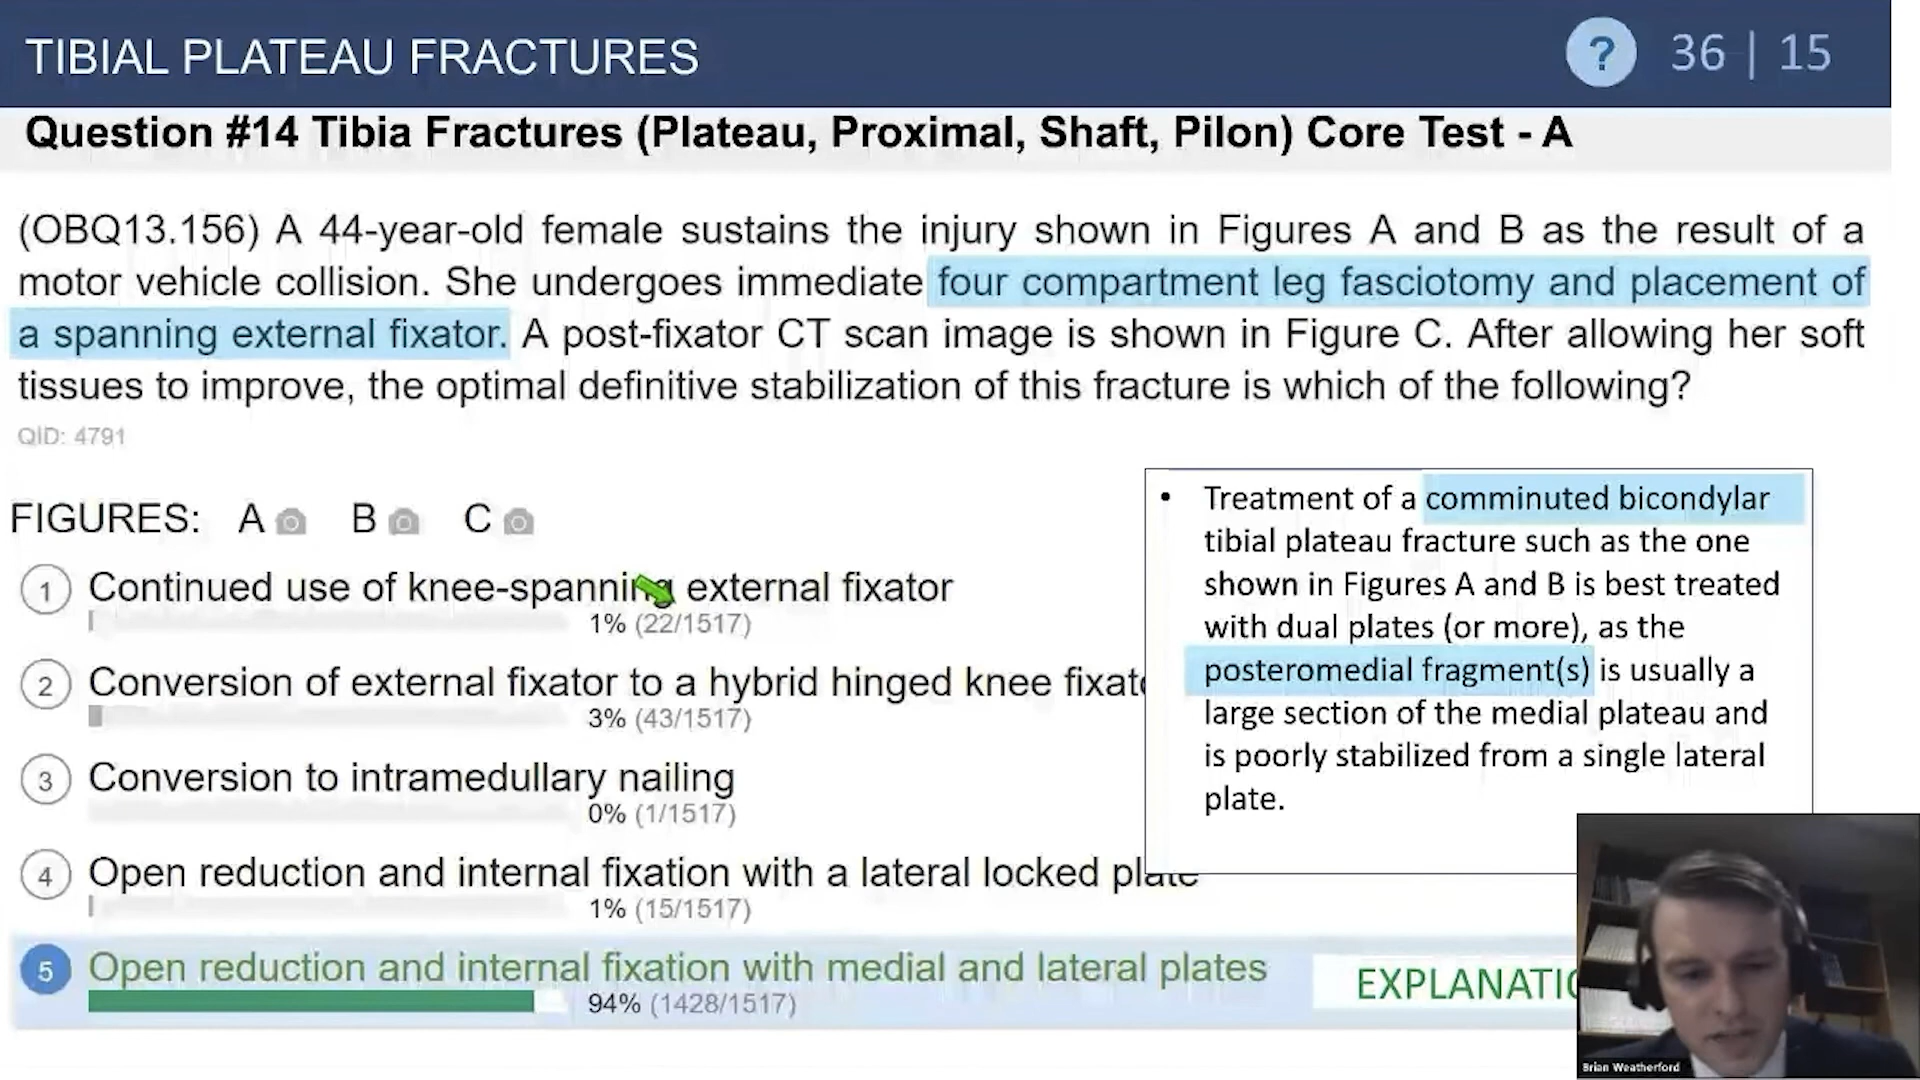 TIBIAL PLATEAU FRACTURES
? 36 | 15
Question #14 Tibia Fractures (Plateau, Proximal, Shaft, Pilon) Core Test - A
(OBQ13.156) A 44-year-old female sustains the injury shown in Figures A and B as the result of a
motor vehicle collision. She undergoes immediate four compartment leg fasciotomy and placement of
a spanning external fixator. A post-fixator CT scan image is shown in Figure C. After allowing her soft
tissues to improve, the optimal definitive stabilization of this fracture is which of the following?
QID: 4791
FIGURES: A B C
1 Continued use of knee-spanning external fixator
1% (22/1517)
2 Conversion of external fixator to a hybrid hinged knee fixato
3% (43/1517)
3 Conversion to intramedullary nailing
0% (1/1517)
4 Open reduction and internal fixation with a lateral locked plate
1% (15/1517)
5 Open reduction and internal fixation with medial and lateral plates
94% (1428/1517)
• Treatment of a comminuted bicondylar
tibial plateau fracture such as the one
shown in Figures A and B is best treated
with dual plates (or more), as the
posteromedial fragment(s) is usually a
large section of the medial plateau and
is poorly stabilized from a single lateral
plate.
EXPLANATIO
Brian Weatherford